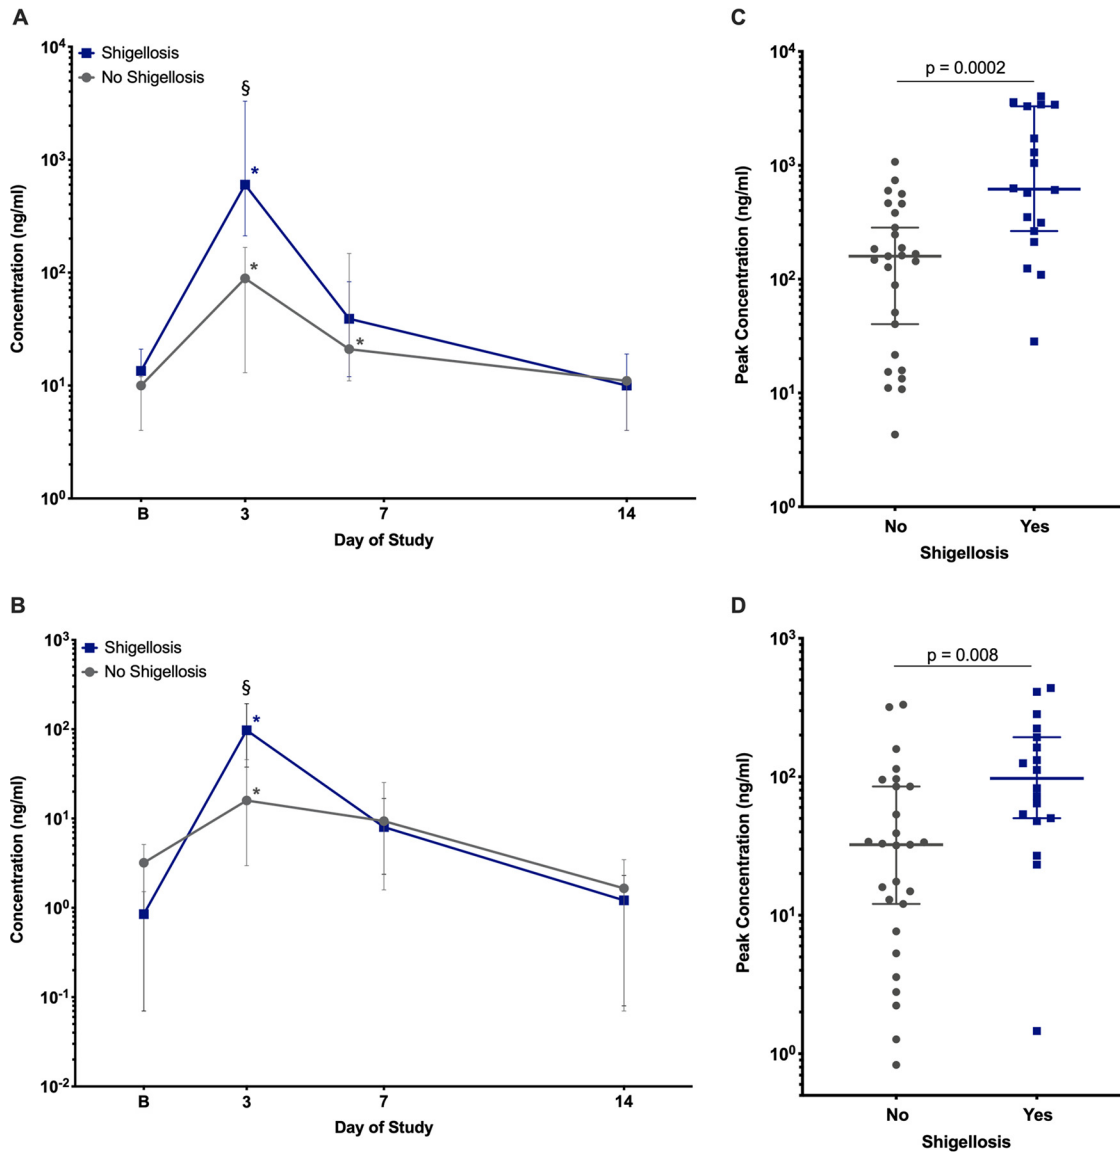 A
Shigellosis
No Shigellosis
10⁴
10³
10²
10¹
10⁰
§
*
*
*
Concentration (ng/ml)
B 3 7 14
Day of Study
C
p = 0.0002
10⁴
10³
10²
10¹
10⁰
Peak Concentration (ng/ml)
No Yes
Shigellosis
B
Shigellosis
No Shigellosis
10³
10²
10¹
10⁰
10⁻¹
10⁻²
§
*
*
Concentration (ng/ml)
B 3 7 14
Day of Study
D
p = 0.008
10³
10²
10¹
10⁰
Peak Concentration (ng/ml)
No Yes
Shigellosis